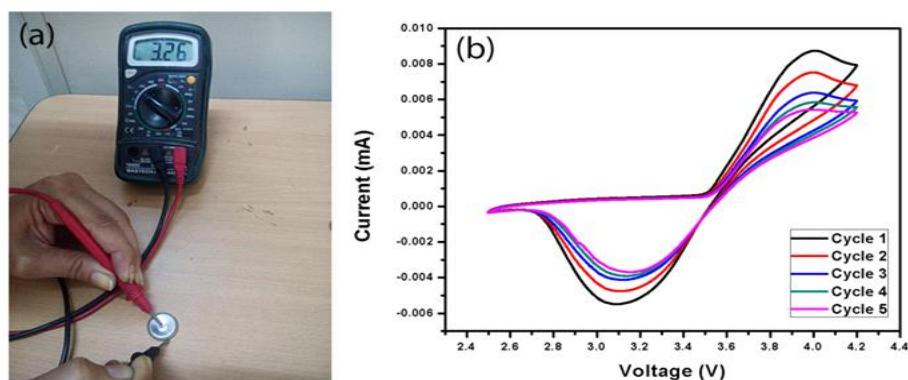 (a)
3.26
(b)
Current (mA)
0.010
0.008
0.006
0.004
0.002
0.000
-0.002
-0.004
-0.006
Cycle 1
Cycle 2
Cycle 3
Cycle 4
Cycle 5
2.4 2.6 2.8 3.0 3.2 3.4 3.6 3.8 4.0 4.2 4.4
Voltage (V)